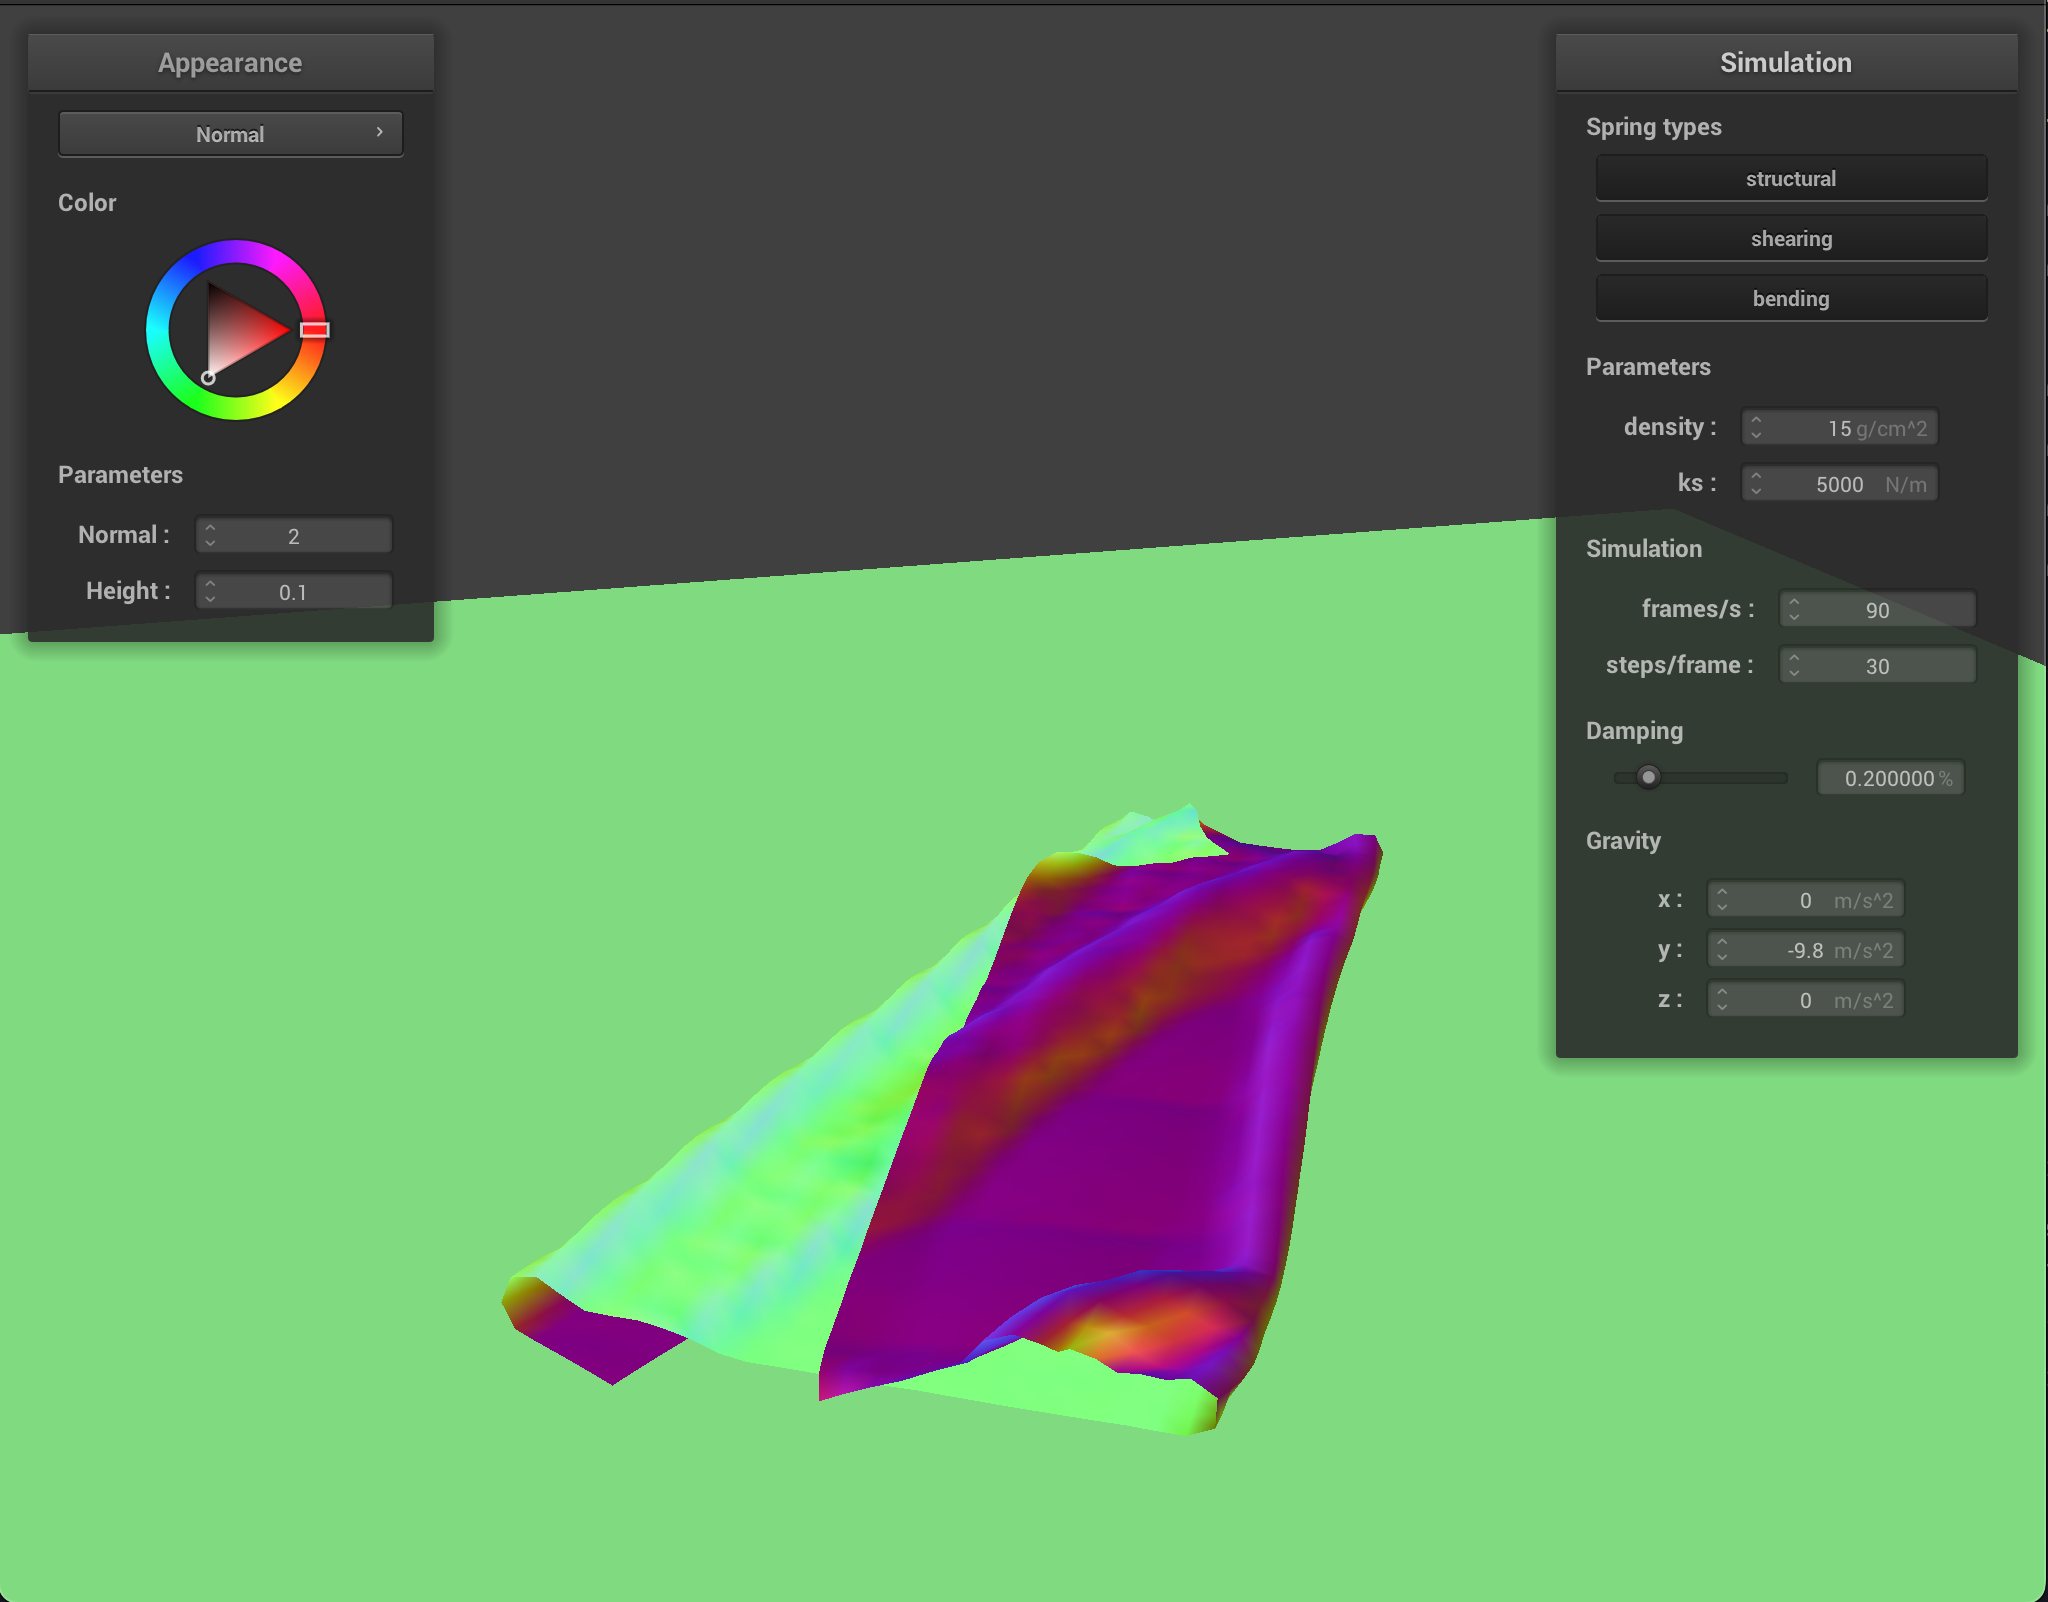 Appearance
Normal
Color
Parameters
Normal :
2
Height :
0.1
Simulation
Spring types
structural
shearing
bending
Parameters
density :
15 g/cm^2
ks :
5000 N/m
Simulation
frames/s :
90
steps/frame :
30
Damping
0.200000 %
Gravity
x :
0 m/s^2
y :
-9.8 m/s^2
z :
0 m/s^2